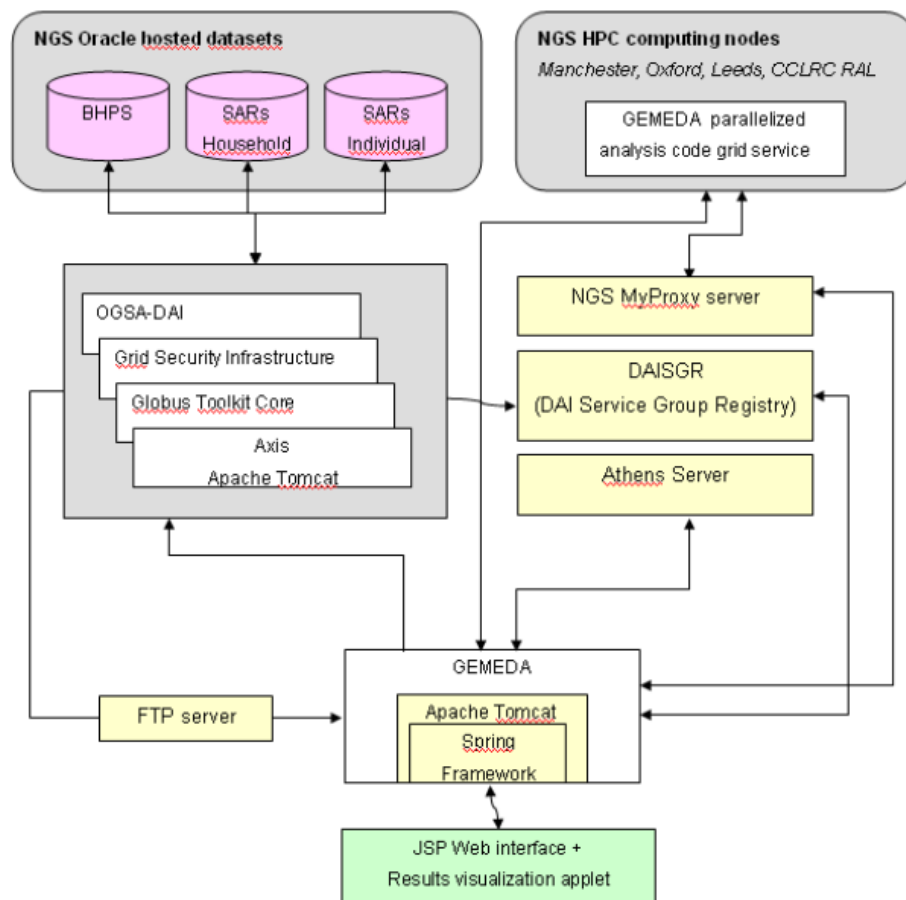 NGS Oracle hosted datasets
BHPS
SARs
Household
SARs
Individual
NGS HPC computing nodes
Manchester, Oxford, Leeds, CCLRC RAL
GEMEDA parallelized
analysis code grid service
OGSA-DAI
Grid Security Infrastructure
Globus Toolkit Core
Axis
Apache Tomcat
NGS MyProxy server
DAISGR
(DAI Service Group Registry)
Athens Server
FTP server
GEMEDA
Apache Tomcat
Spring
Framework
JSP Web interface +
Results visualization applet